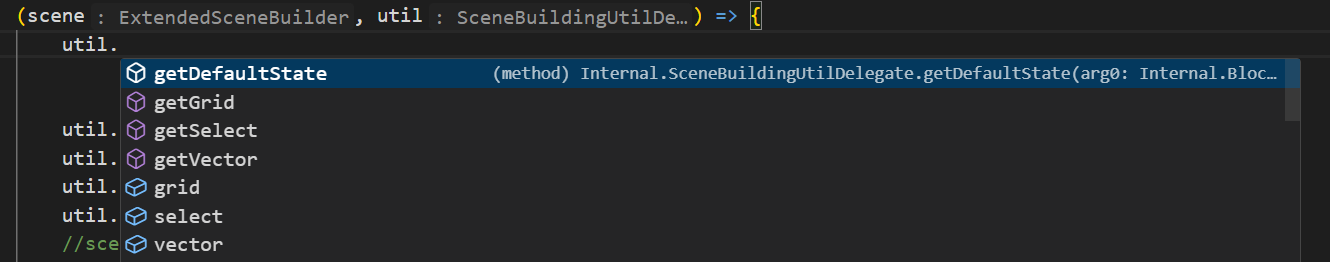 (scene : ExtendedSceneBuilder, util : SceneBuildingUtilDe…) => {
util.
getDefaultState (method) Internal.SceneBuildingUtilDelegate.getDefaultState(arg0: Internal.Bloc…
getGrid
util. getSelect
util. getVector
util. grid
util. select
//sce vector